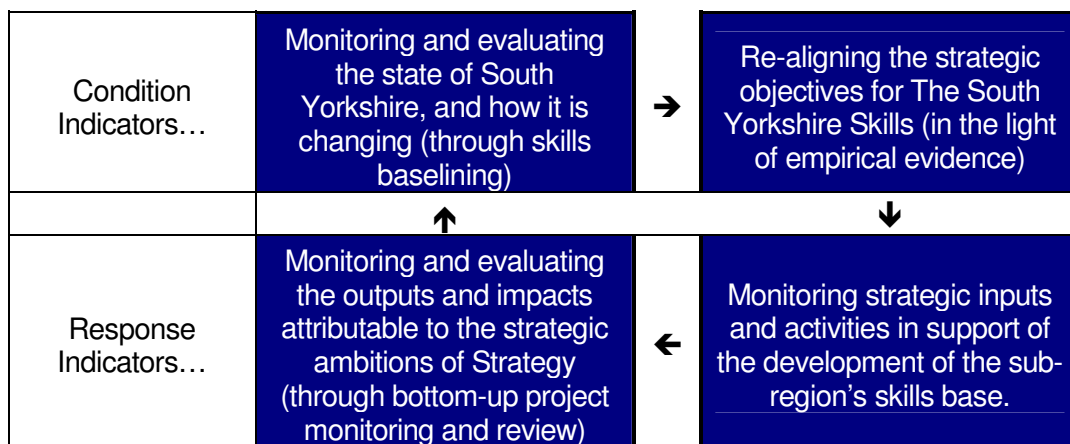 Condition
Indicators…
Monitoring and evaluating
the state of South
Yorkshire, and how it is
changing (through skills
baselining)
➔
Re-aligning the strategic
objectives for The South
Yorkshire Skills (in the light
of empirical evidence)
↑
↓
Response
Indicators…
Monitoring and evaluating
the outputs and impacts
attributable to the strategic
ambitions of Strategy
(through bottom-up project
monitoring and review)
←
Monitoring strategic inputs
and activities in support of
the development of the sub-
region's skills base.